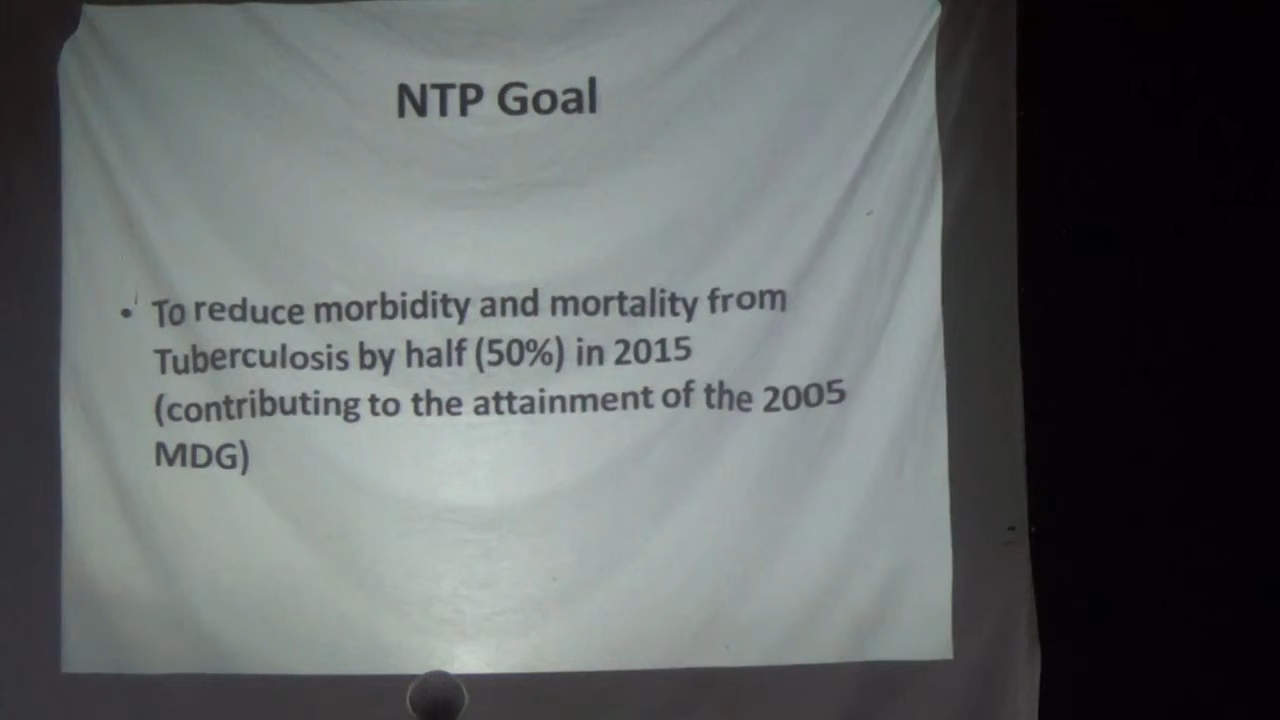 NTP Goal
• To reduce morbidity and mortality from
Tuberculosis by half (50%) in 2015
(contributing to the attainment of the 2005
MDG)